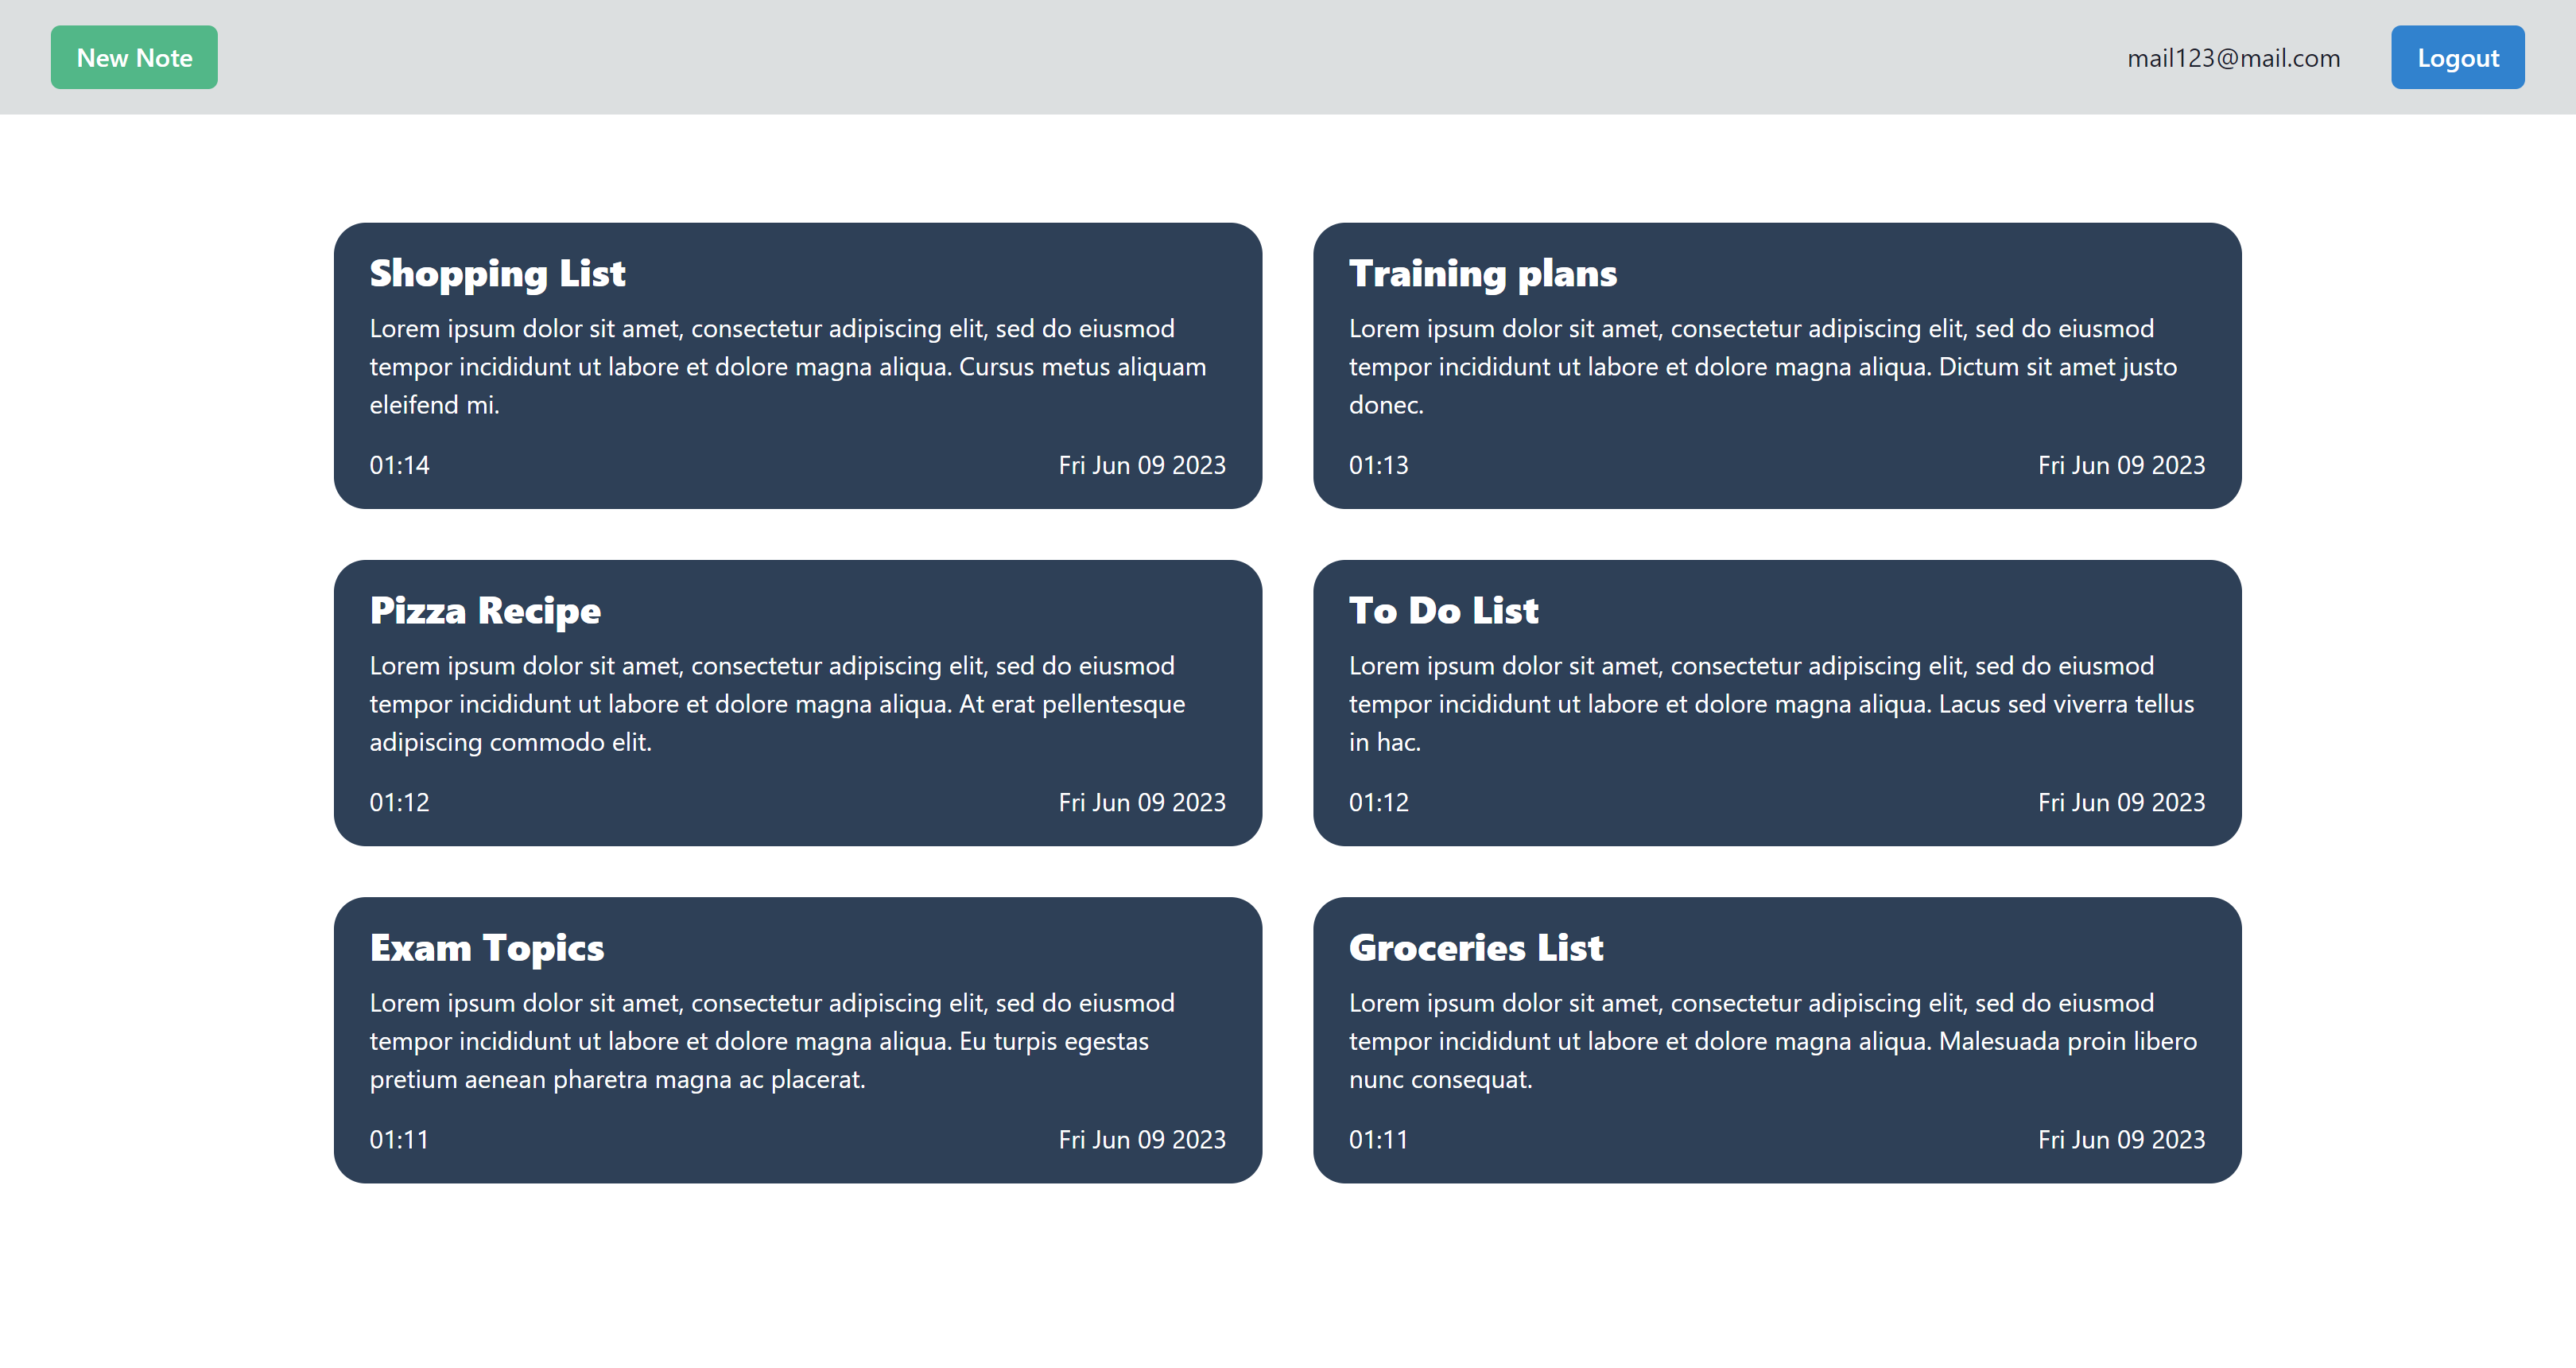 New Note
mail123@mail.com
Logout
Shopping List
Lorem ipsum dolor sit amet, consectetur adipiscing elit, sed do eiusmod
tempor incididunt ut labore et dolore magna aliqua. Cursus metus aliquam
eleifend mi.
01:14
Fri Jun 09 2023
Training plans
Lorem ipsum dolor sit amet, consectetur adipiscing elit, sed do eiusmod
tempor incididunt ut labore et dolore magna aliqua. Dictum sit amet justo
donec.
01:13
Fri Jun 09 2023
Pizza Recipe
Lorem ipsum dolor sit amet, consectetur adipiscing elit, sed do eiusmod
tempor incididunt ut labore et dolore magna aliqua. At erat pellentesque
adipiscing commodo elit.
01:12
Fri Jun 09 2023
To Do List
Lorem ipsum dolor sit amet, consectetur adipiscing elit, sed do eiusmod
tempor incididunt ut labore et dolore magna aliqua. Lacus sed viverra tellus
in hac.
01:12
Fri Jun 09 2023
Exam Topics
Lorem ipsum dolor sit amet, consectetur adipiscing elit, sed do eiusmod
tempor incididunt ut labore et dolore magna aliqua. Eu turpis egestas
pretium aenean pharetra magna ac placerat.
01:11
Fri Jun 09 2023
Groceries List
Lorem ipsum dolor sit amet, consectetur adipiscing elit, sed do eiusmod
tempor incididunt ut labore et dolore magna aliqua. Malesuada proin libero
nunc consequat.
01:11
Fri Jun 09 2023